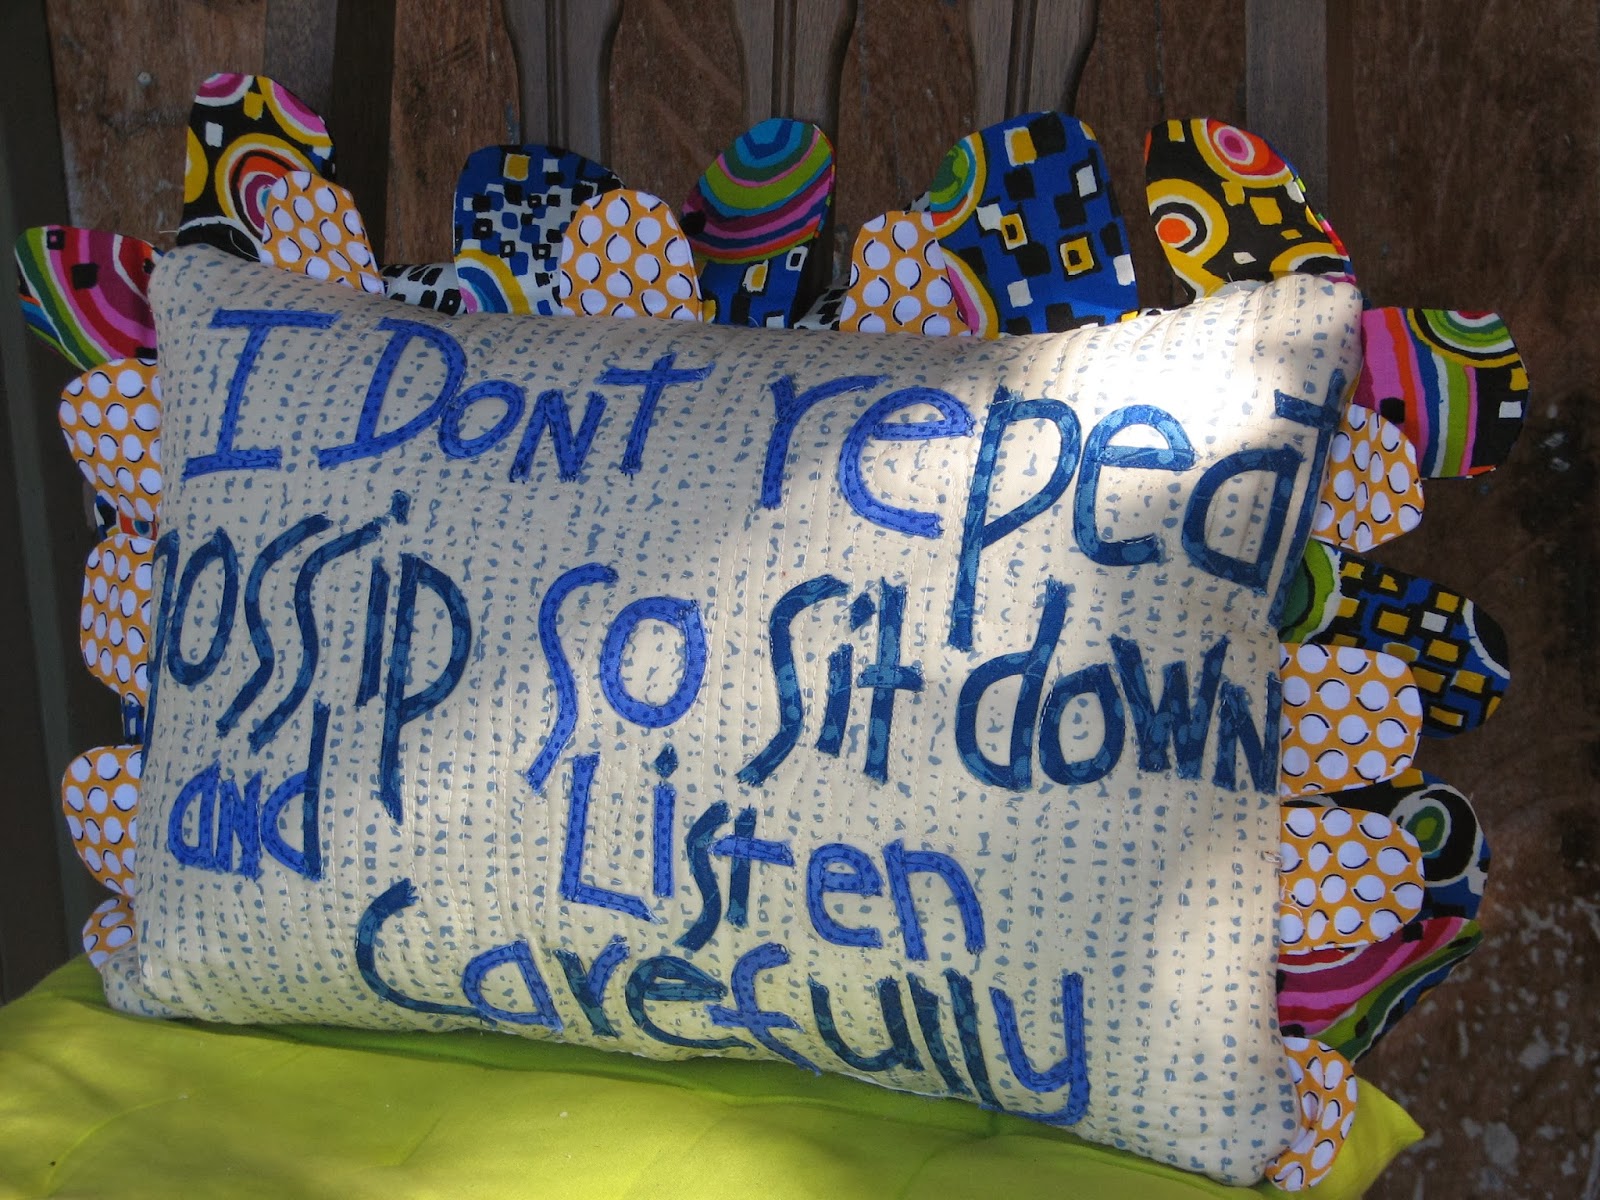 I Dont repeat
gossip so sit down
and Listen
Carefully